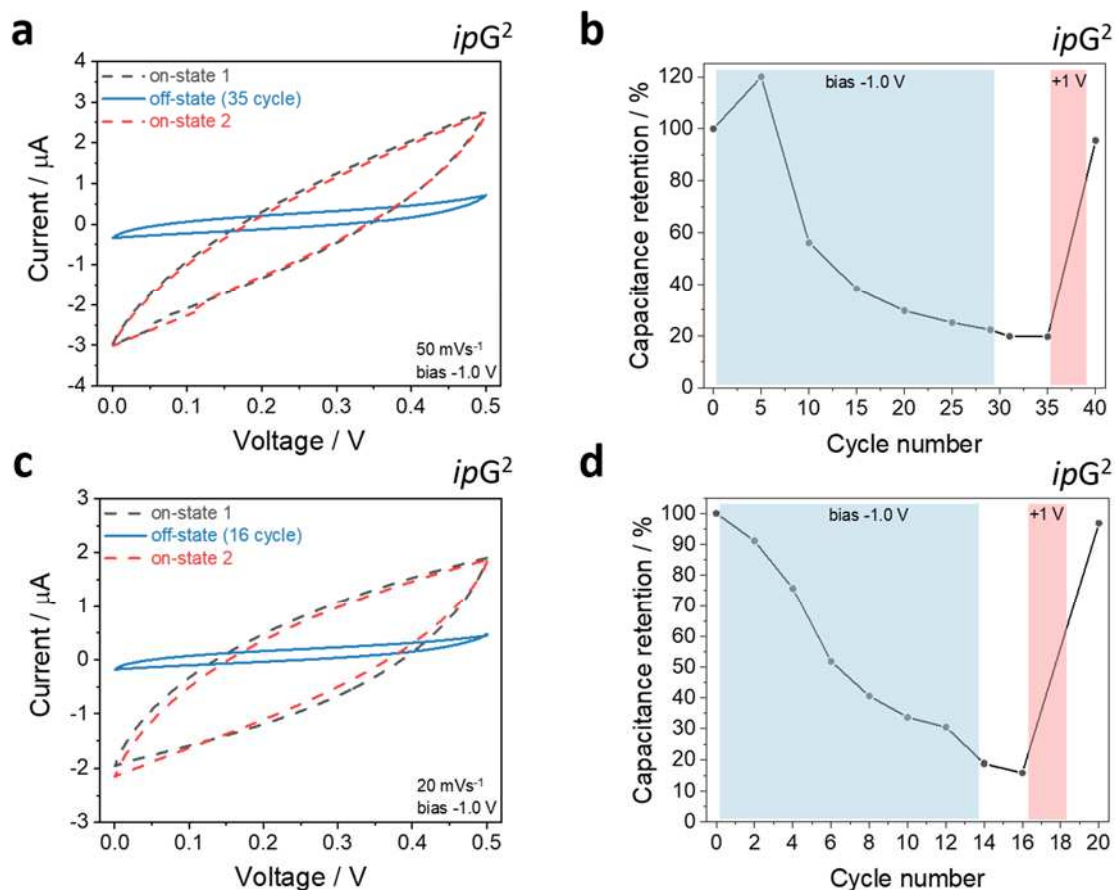 a
ipG²
on-state 1
off-state (35 cycle)
on-state 2
3
2
1
0
-1
-2
-3
-4
Current / µA
50 mVs⁻¹
bias -1.0 V
0.0 0.1 0.2 0.3 0.4 0.5
Voltage / V
b
ipG²
bias -1.0 V
+1 V
120
100
80
60
40
20
0
Capacitance retention / %
0 5 10 15 20 25 30 35 40
Cycle number
c
ipG²
on-state 1
off-state (16 cycle)
on-state 2
3
2
1
0
-1
-2
-3
Current / µA
20 mVs⁻¹
bias -1.0 V
0.0 0.1 0.2 0.3 0.4 0.5
Voltage / V
d
ipG²
bias -1.0 V
+1 V
100
90
80
70
60
50
40
30
20
10
0
Capacitance retention / %
0 2 4 6 8 10 12 14 16 18 20
Cycle number